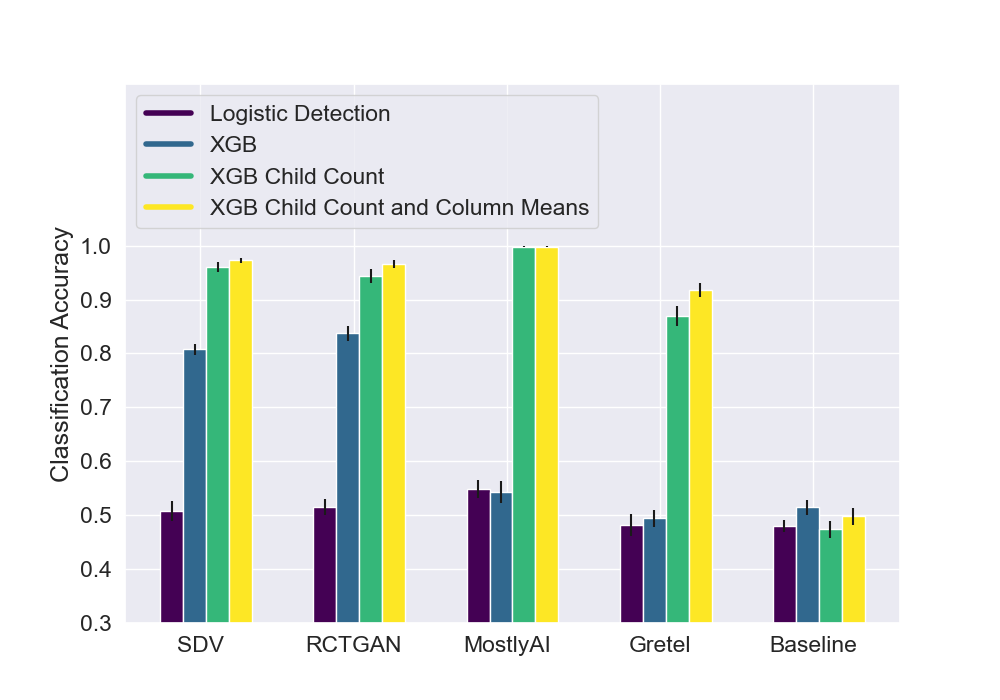 Logistic Detection
XGB
XGB Child Count
XGB Child Count and Column Means
Classification Accuracy
1.0
0.9
0.8
0.7
0.6
0.5
0.4
0.3
SDV
RCTGAN
MostlyAI
Gretel
Baseline